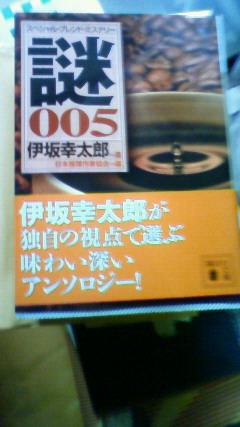 スペシャル・ブレンド・ミステリー
謎
005
伊坂幸太郎 選
日本推理作家協会 編
伊坂幸太郎が
独自の視点で選ぶ
味わい深い
アンソロジー!